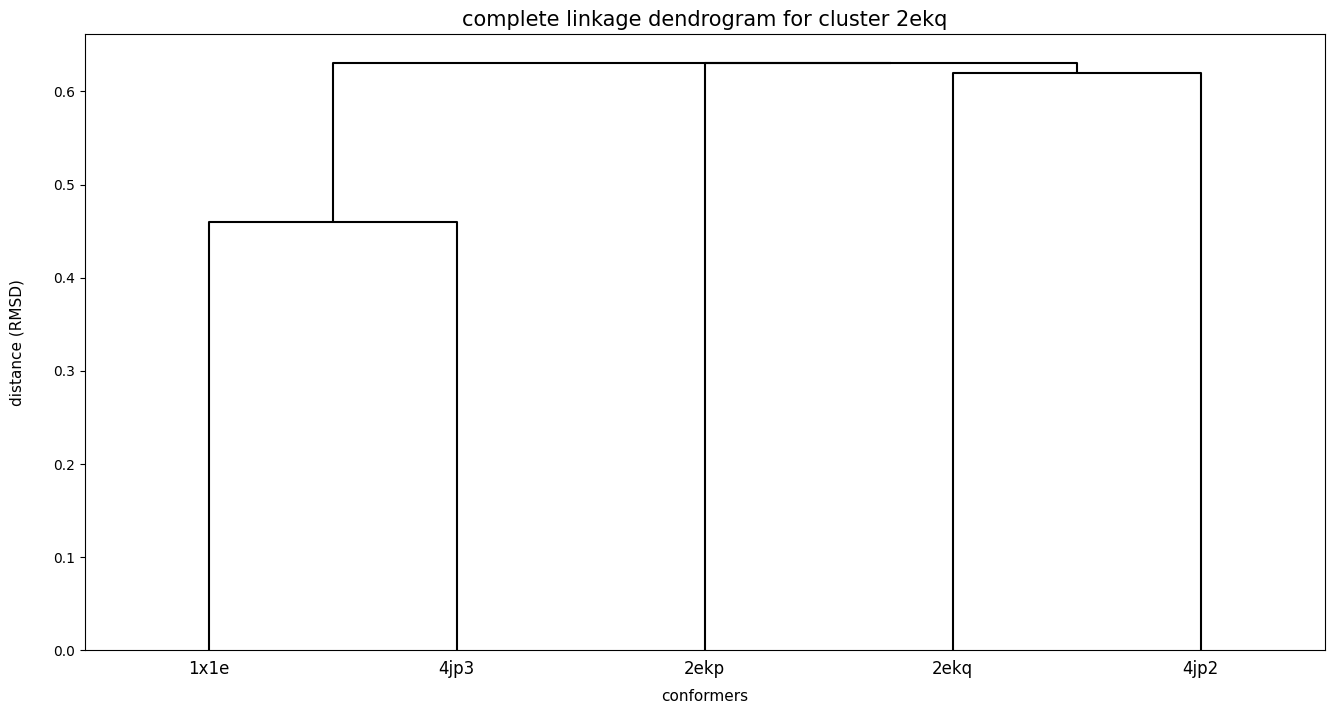 complete linkage dendrogram for cluster 2ekq
distance (RMSD)
0.6
0.5
0.4
0.3
0.2
0.1
0.0
1x1e 4jp3 2ekp 2ekq 4jp2
conformers